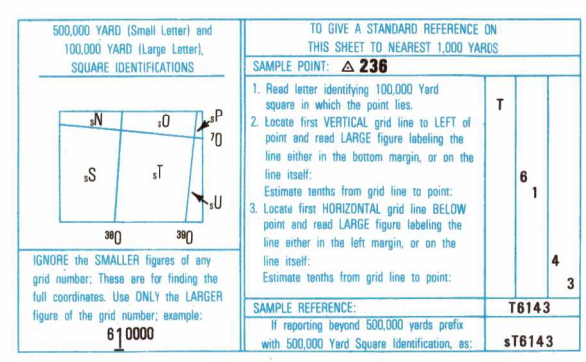 500,000 YARD (Small Letter) and
100,000 YARD (Large Letter),
SQUARE IDENTIFICATIONS
sN
sO
sP
70
sS
sT
sU
380
390
IGNORE the SMALLER figures of any
grid number; These are for finding the
full coordinates. Use ONLY the LARGER
figure of the grid number; example:
610000
TO GIVE A STANDARD REFERENCE ON
THIS SHEET TO NEAREST 1,000 YARDS
SAMPLE POINT: △ 236
1. Read letter identifying 100,000 Yard
square in which the point lies. T
2. Locate first VERTICAL grid line to LEFT of
point and read LARGE figure labeling the
line either in the bottom margin, or on the
line itself: 6
Estimate tenths from grid line to point: 1
3. Locate first HORIZONTAL grid line BELOW
point and read LARGE figure labeling the
line either in the left margin, or on the
line itself: 4
Estimate tenths from grid line to point: 3
SAMPLE REFERENCE: T6143
If reporting beyond 500,000 yards prefix
with 500,000 Yard Square Identification, as: sT6143